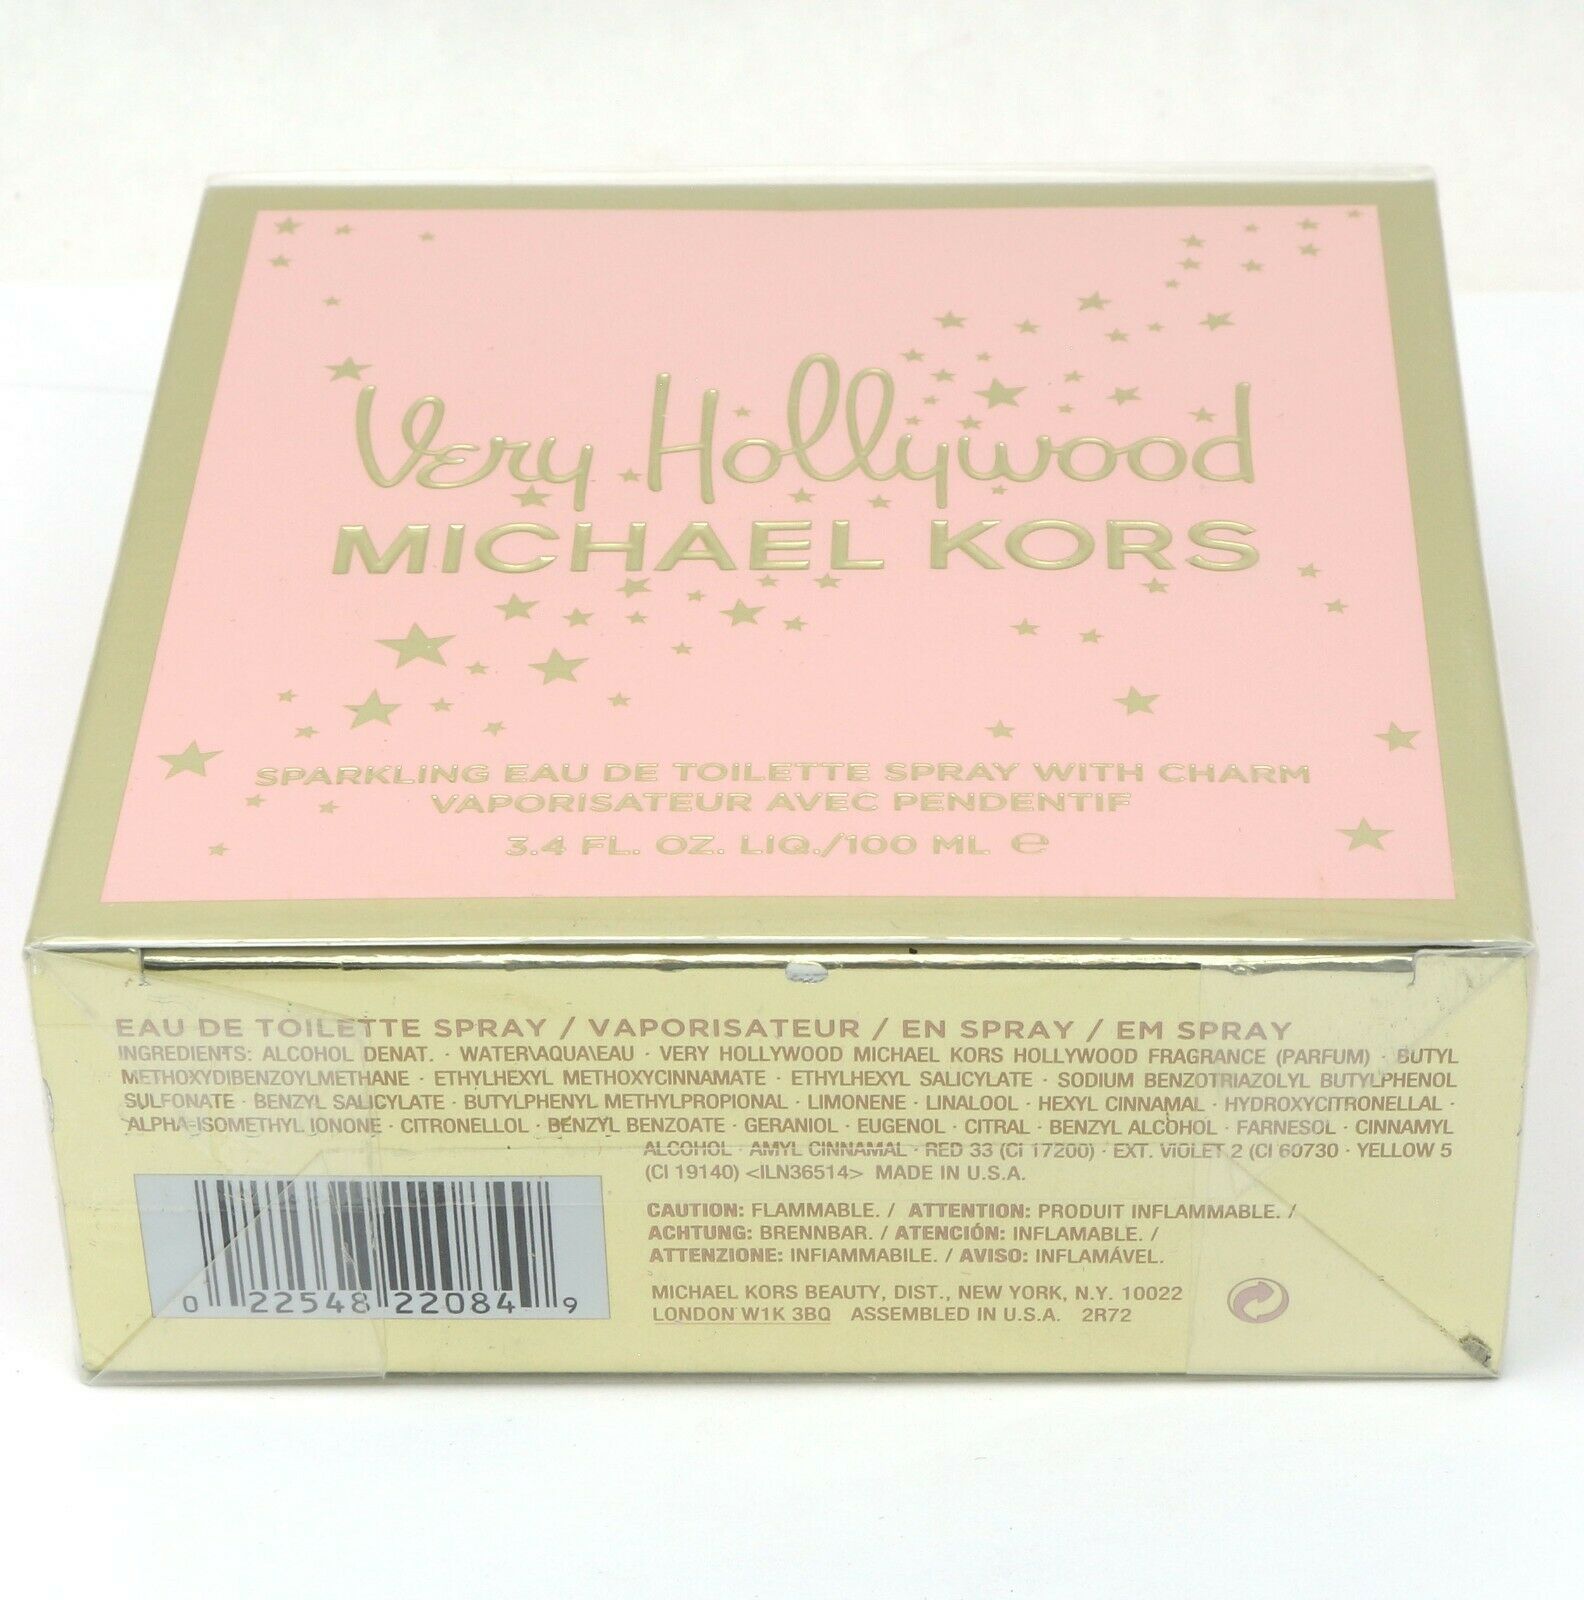 Very Hollywood
MICHAEL KORS
SPARKLING EAU DE TOILETTE SPRAY WITH CHARM
VAPORISATEUR AVEC PENDENTIF
3.4 FL. OZ. LIQ./100 ML ℮
EAU DE TOILETTE SPRAY / VAPORISATEUR / EN SPRAY / EM SPRAY
INGREDIENTS: ALCOHOL DENAT. · WATER\AQUA\EAU · VERY HOLLYWOOD MICHAEL KORS HOLLYWOOD FRAGRANCE (PARFUM) · BUTYL
METHOXYDIBENZOYLMETHANE · ETHYLHEXYL METHOXYCINNAMATE · ETHYLHEXYL SALICYLATE · SODIUM BENZOTRIAZOLYL BUTYLPHENOL
SULFONATE · BENZYL SALICYLATE · BUTYLPHENYL METHYLPROPIONAL · LIMONENE · LINALOOL · HEXYL CINNAMAL · HYDROXYCITRONELLAL ·
ALPHA-ISOMETHYL IONONE · CITRONELLOL · BENZYL BENZOATE · GERANIOL · EUGENOL · CITRAL · BENZYL ALCOHOL · FARNESOL · CINNAMYL
ALCOHOL · AMYL CINNAMAL · RED 33 (CI 17200) · EXT. VIOLET 2 (CI 60730 · YELLOW 5
(CI 19140) <ILN36514> MADE IN U.S.A.
CAUTION: FLAMMABLE. / ATTENTION: PRODUIT INFLAMMABLE. /
ACHTUNG: BRENNBAR. / ATENCIÓN: INFLAMABLE. /
ATTENZIONE: INFIAMMABILE. / AVISO: INFLAMÁVEL.
MICHAEL KORS BEAUTY, DIST., NEW YORK, N.Y. 10022
LONDON W1K 3BQ ASSEMBLED IN U.S.A. 2R72
0 22548 22084 9